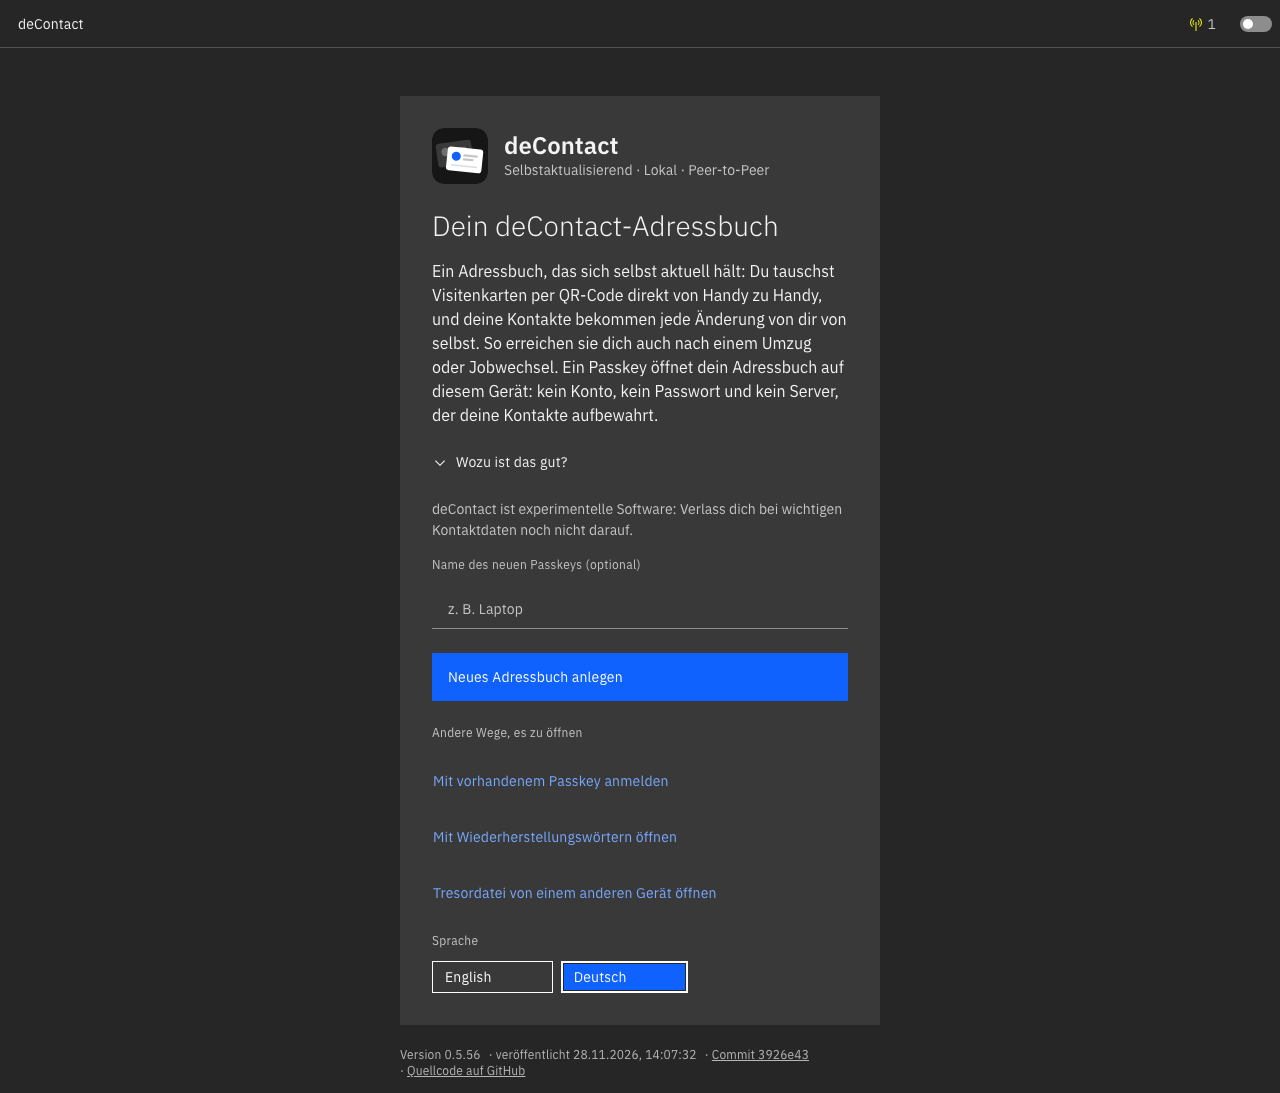 deContact
1
deContact
Selbstaktualisierend · Lokal · Peer-to-Peer
Dein deContact-Adressbuch
Ein Adressbuch, das sich selbst aktuell hält: Du tauschst
Visitenkarten per QR-Code direkt von Handy zu Handy,
und deine Kontakte bekommen jede Änderung von dir von
selbst. So erreichen sie dich auch nach einem Umzug
oder Jobwechsel. Ein Passkey öffnet dein Adressbuch auf
diesem Gerät: kein Konto, kein Passwort und kein Server,
der deine Kontakte aufbewahrt.
Wozu ist das gut?
deContact ist experimentelle Software: Verlass dich bei wichtigen
Kontaktdaten noch nicht darauf.
Name des neuen Passkeys (optional)
z. B. Laptop
Neues Adressbuch anlegen
Andere Wege, es zu öffnen
Mit vorhandenem Passkey anmelden
Mit Wiederherstellungswörtern öffnen
Tresordatei von einem anderen Gerät öffnen
Sprache
English
Deutsch
Version 0.5.56 · veröffentlicht 28.11.2026, 14:07:32 · Commit 3926e43
· Quellcode auf GitHub